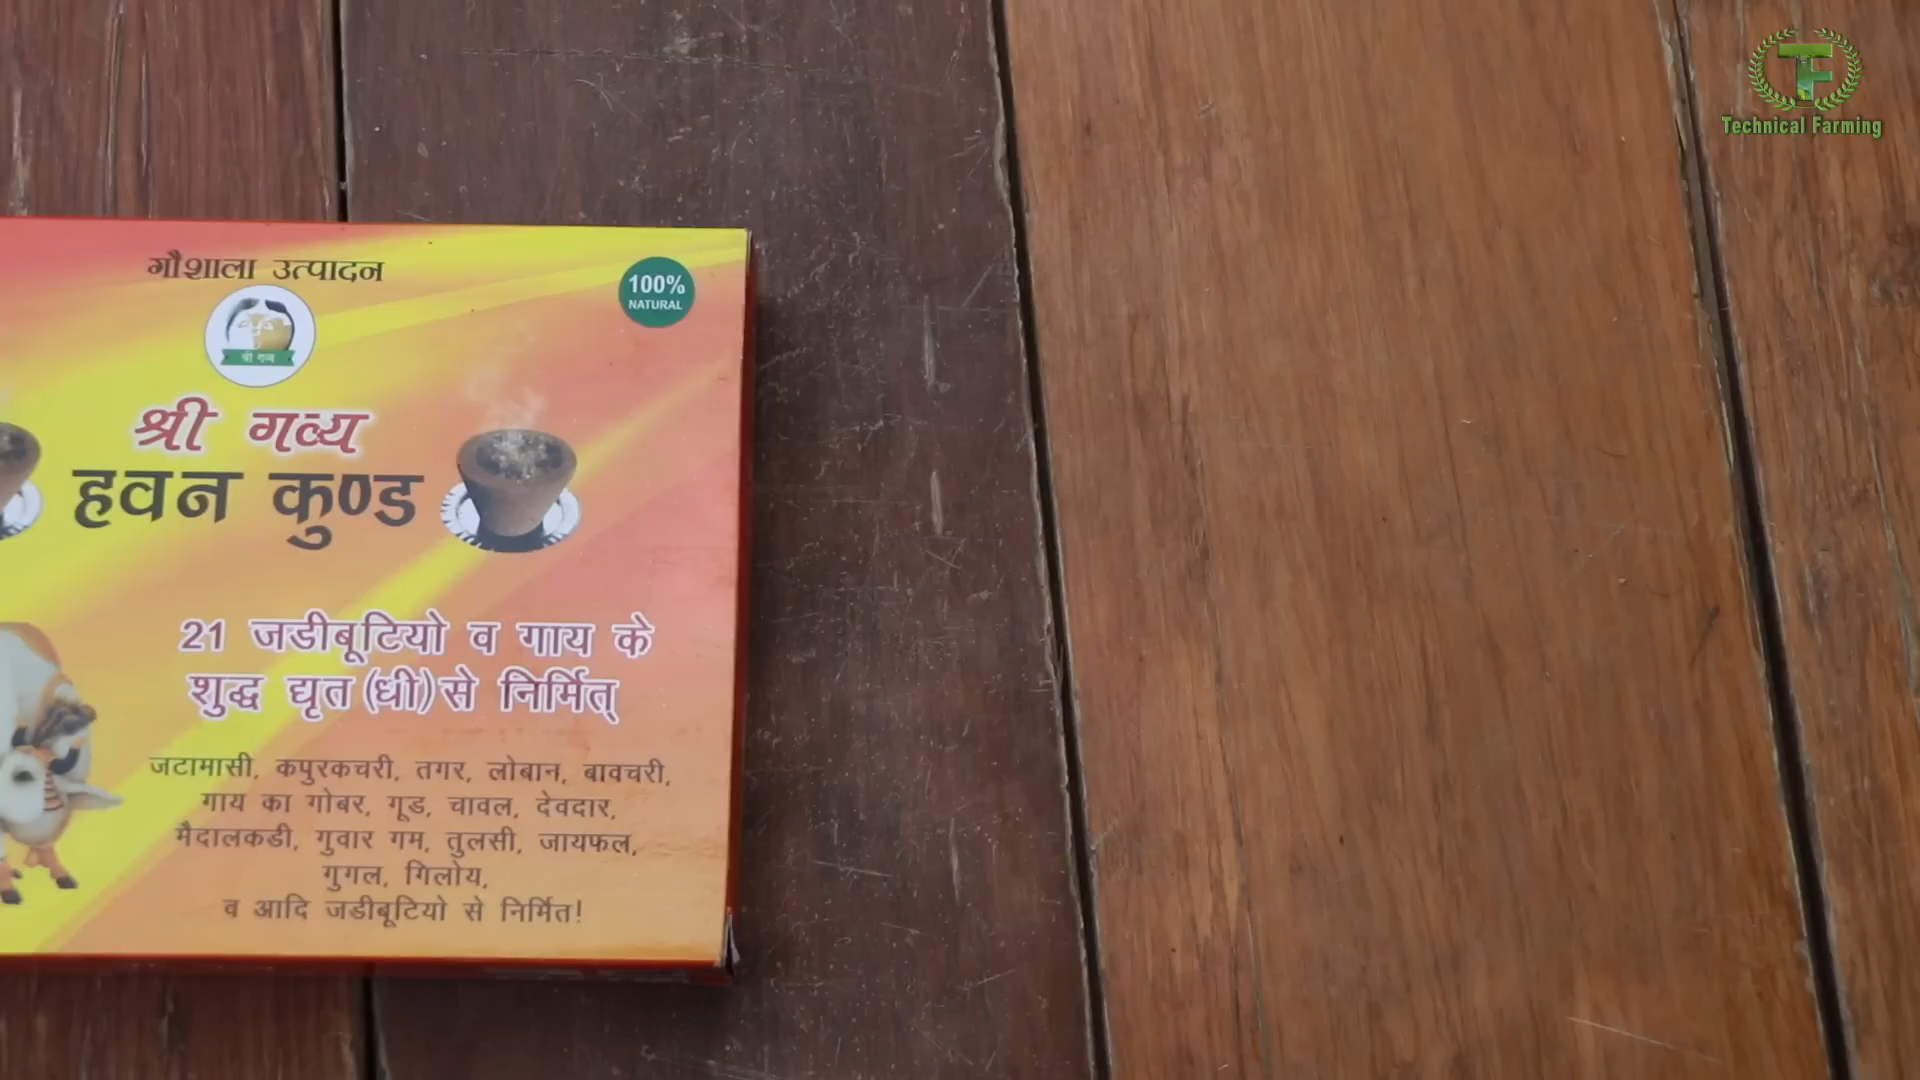 Technical Farming
गौशाला उत्पादन
100%
NATURAL
श्री गव्य
श्री गव्य
हवन कुण्ड
21 जडीबूटियो व गाय के
शुद्ध द्यृत (धी) से निर्मित्
जटामासी, कपुरकचरी, तगर, लोबान, बावचरी,
गाय का गोबर, गूड, चावल, देवदार,
मैदालकडी, गुवार गम, तुलसी, जायफल,
गुगल, गिलोय,
व आदि जडीबूटियो से निर्मित!